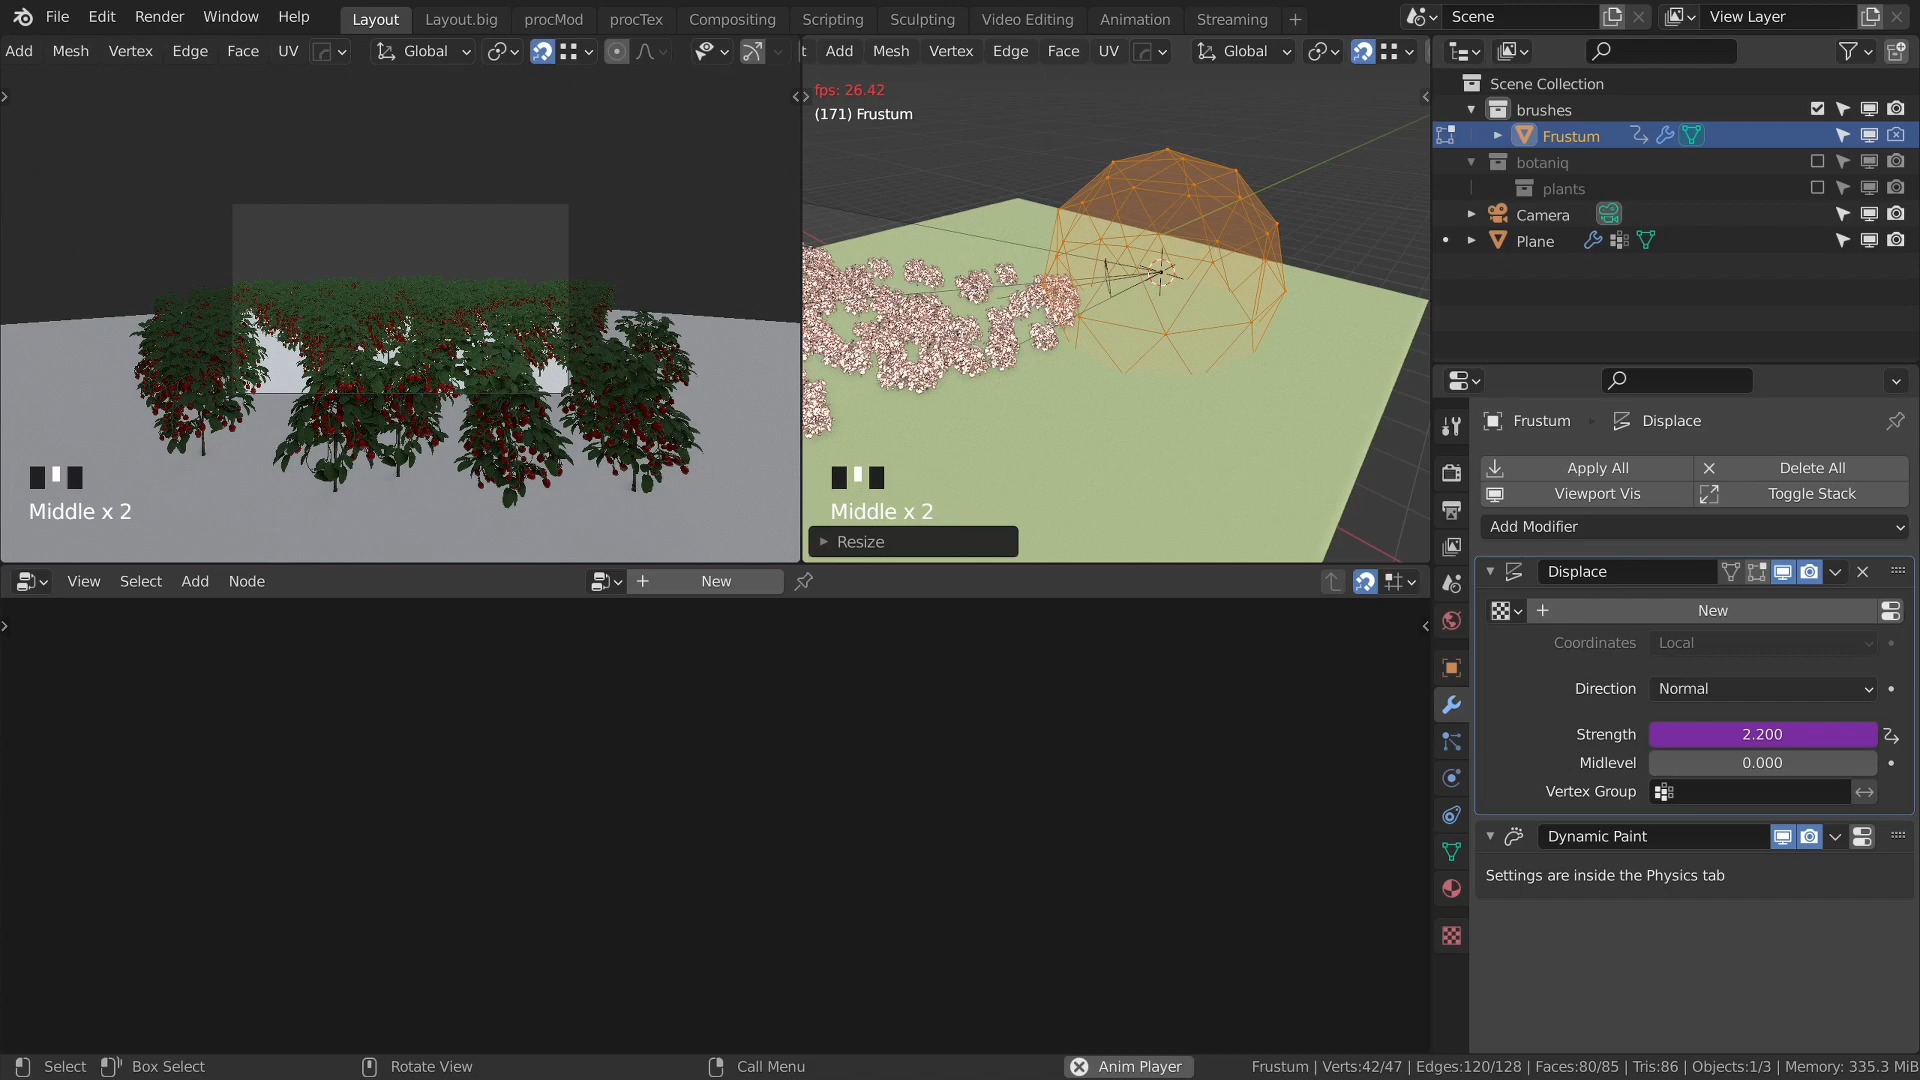 File Edit Render Window Help Layout Layout.big procMod procTex Compositing Scripting Sculpting Video Editing Animation Streaming + Scene View Layer
Add Mesh Vertex Edge Face UV Global
t Add Mesh Vertex Edge Face UV Global
fps: 26.42
(171) Frustum
Middle x 2
Middle x 2
Resize
Scene Collection
brushes
Frustum
botaniq
plants
Camera
Plane
Frustum Displace
Apply All Delete All
Viewport Vis Toggle Stack
Add Modifier
Displace
New
Coordinates Local
Direction Normal
Strength 2.200
Midlevel 0.000
Vertex Group
Dynamic Paint
Settings are inside the Physics tab
View Select Add Node + New
Select Box Select Rotate View Call Menu Anim Player Frustum | Verts:42/47 | Edges:120/128 | Faces:80/85 | Tris:86 | Objects:1/3 | Memory: 335.3 MiB